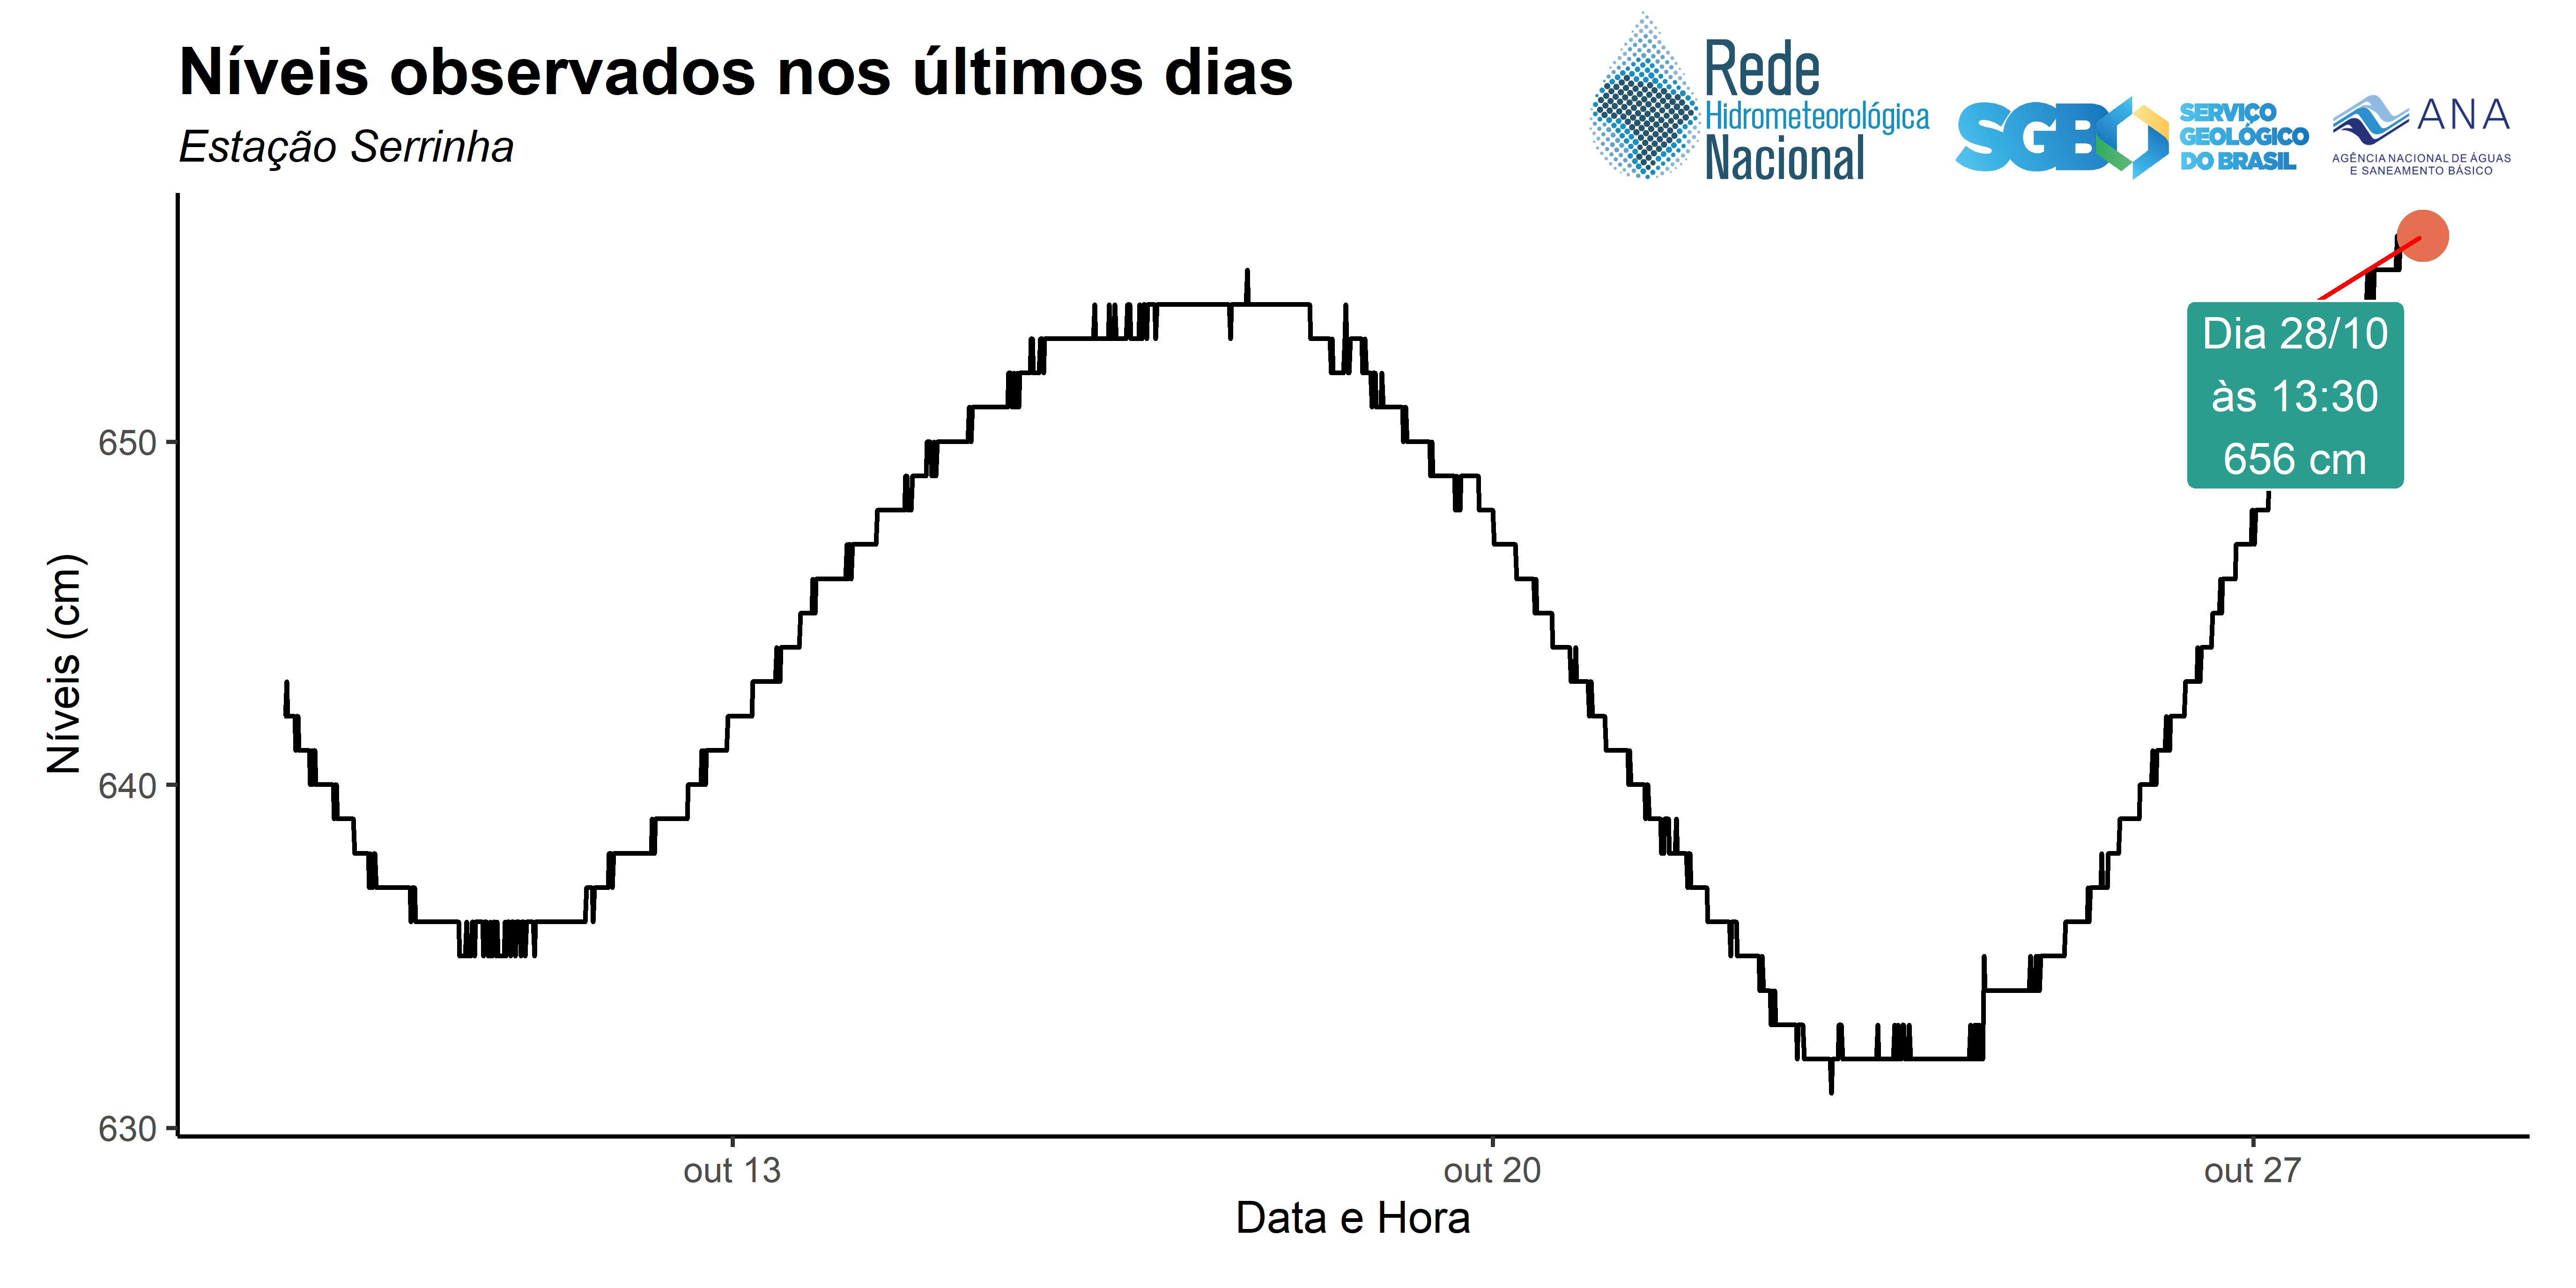 Níveis observados nos últimos dias
Estação Serrinha
Rede
Hidrometeorológica
Nacional
SGB
SERVIÇO
GEOLÓGICO
DO BRASIL
ANA
AGÊNCIA NACIONAL DE ÁGUAS
E SANEAMENTO BÁSICO
Níveis (cm)
650
640
630
Dia 28/10
às 13:30
656 cm
out 13
out 20
out 27
Data e Hora